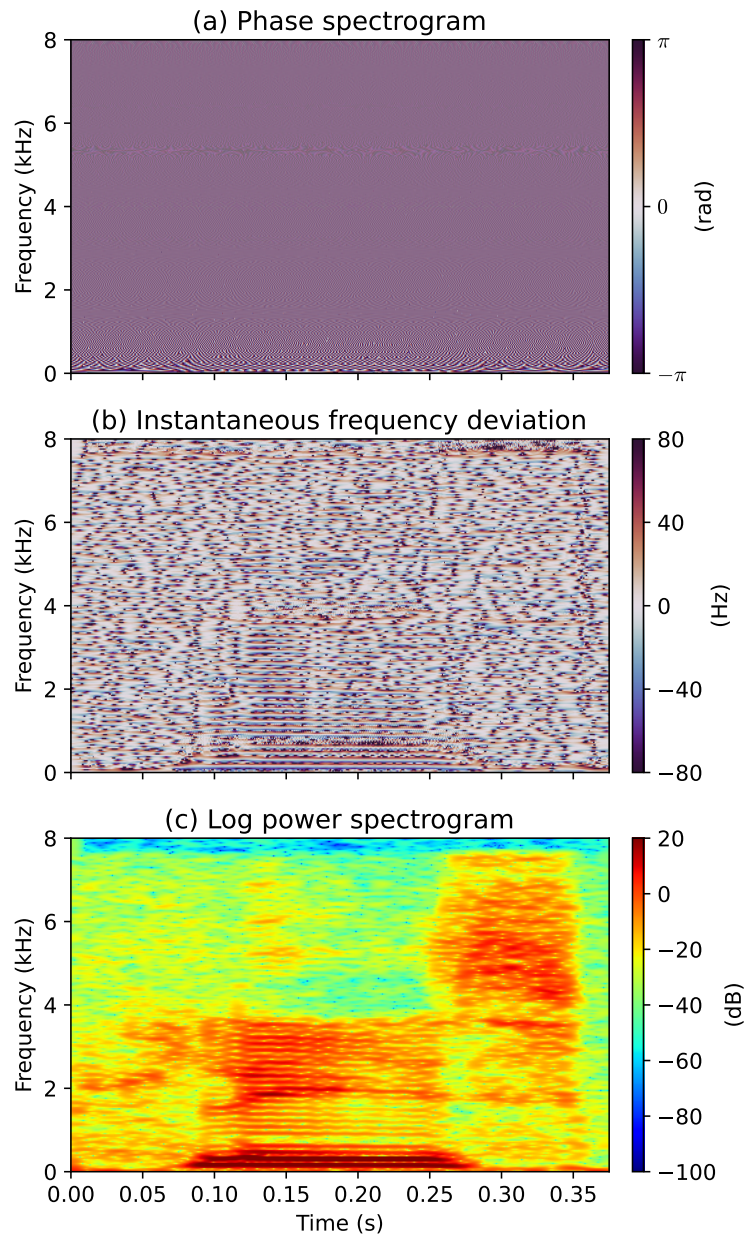 (a) Phase spectrogram
8
6
4
2
0
Frequency (kHz)
π
0
−π
(rad)
(b) Instantaneous frequency deviation
8
6
4
2
0
Frequency (kHz)
80
40
0
−40
−80
(Hz)
(c) Log power spectrogram
8
6
4
2
0
Frequency (kHz)
0.00 0.05 0.10 0.15 0.20 0.25 0.30 0.35
Time (s)
20
0
−20
−40
−60
−80
−100
(dB)